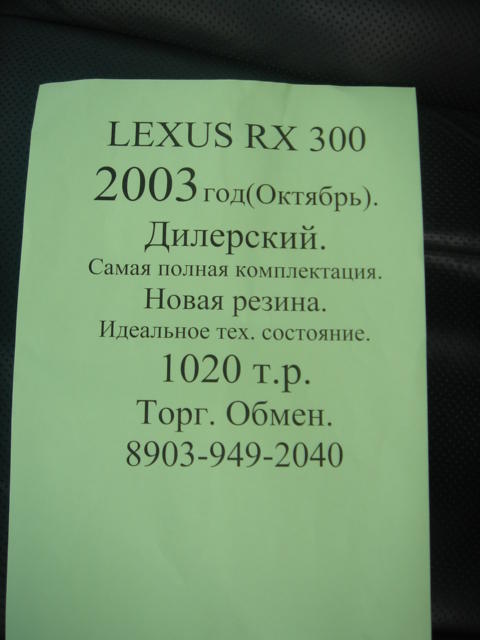 LEXUS RX 300
2003 год(Октябрь).
Дилерский.
Самая полная комплектация.
Новая резина.
Идеальное тех. состояние.
1020 т.р.
Торг. Обмен.
8903-949-2040